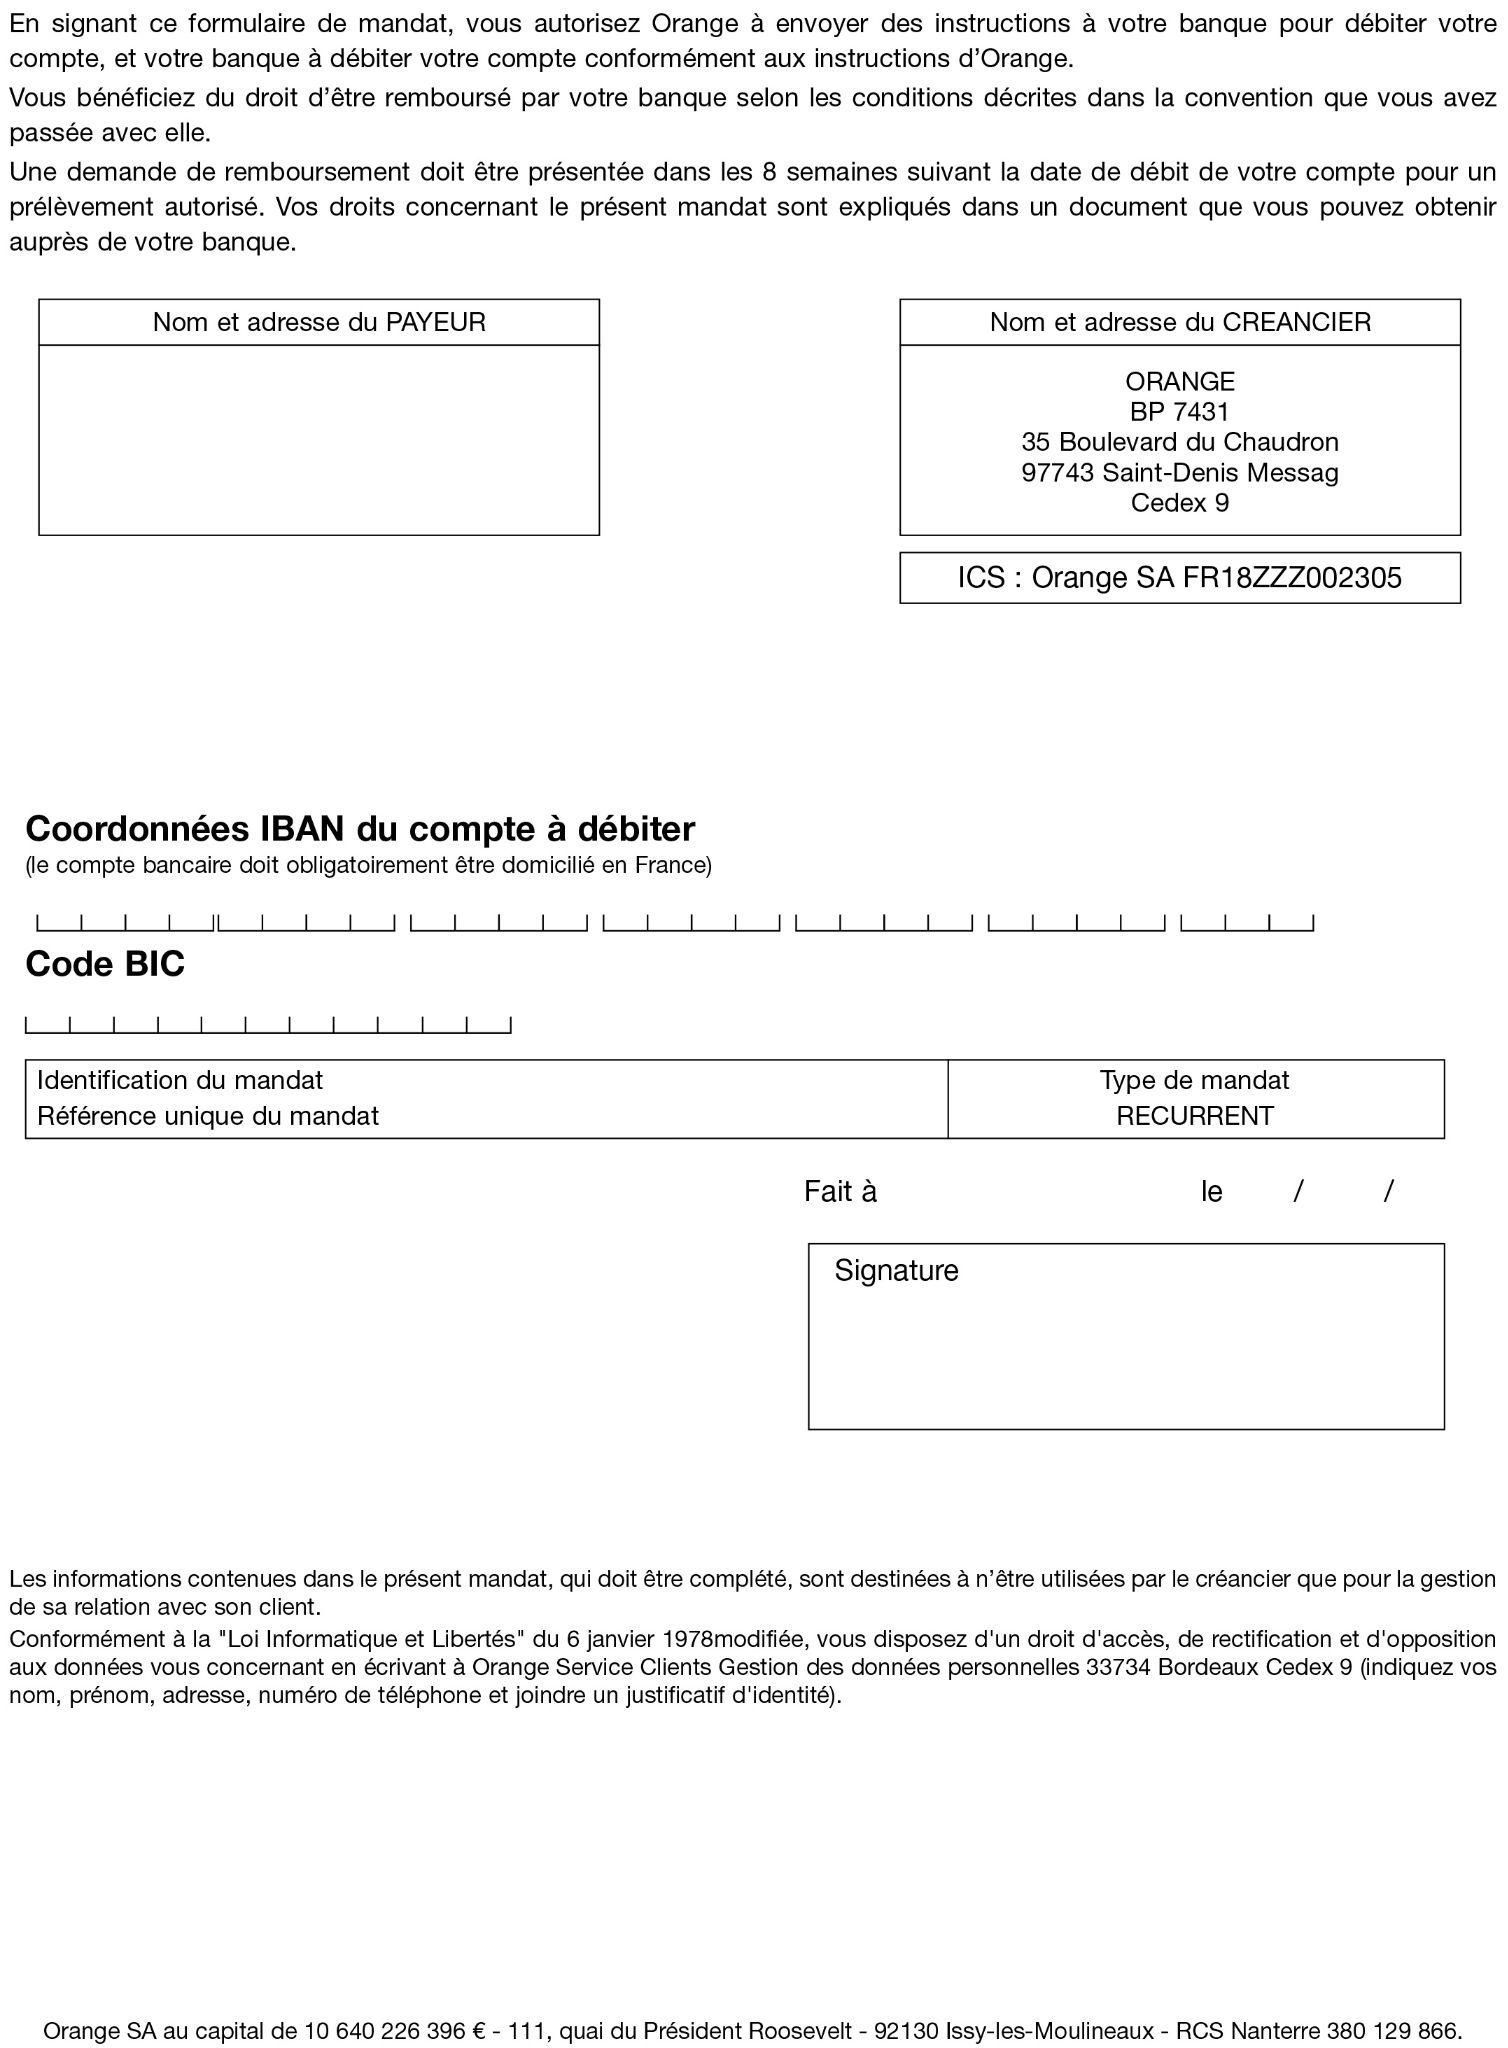 En signant ce formulaire de mandat, vous autorisez Orange à envoyer des instructions à votre banque pour débiter votre
compte, et votre banque à débiter votre compte conformément aux instructions d’Orange.
Vous bénéficiez du droit d’être remboursé par votre banque selon les conditions décrites dans la convention que vous avez
passée avec elle.
Une demande de remboursement doit être présentée dans les 8 semaines suivant la date de débit de votre compte pour un
prélèvement autorisé. Vos droits concernant le présent mandat sont expliqués dans un document que vous pouvez obtenir
auprès de votre banque.
Nom et adresse du PAYEUR
Nom et adresse du CREANCIER
ORANGE
BP 7431
35 Boulevard du Chaudron
97743 Saint-Denis Messag
Cedex 9
ICS : Orange SA FR18ZZZ002305
Coordonnées IBAN du compte à débiter
(le compte bancaire doit obligatoirement être domicilié en France)
Code BIC
Identification du mandat
Référence unique du mandat
Type de mandat
RECURRENT
Fait à le / /
Signature
Les informations contenues dans le présent mandat, qui doit être complété, sont destinées à n’être utilisées par le créancier que pour la gestion
de sa relation avec son client.
Conformément à la "Loi Informatique et Libertés" du 6 janvier 1978modifiée, vous disposez d'un droit d'accès, de rectification et d'opposition
aux données vous concernant en écrivant à Orange Service Clients Gestion des données personnelles 33734 Bordeaux Cedex 9 (indiquez vos
nom, prénom, adresse, numéro de téléphone et joindre un justificatif d'identité).
Orange SA au capital de 10 640 226 396 € - 111, quai du Président Roosevelt - 92130 Issy-les-Moulineaux - RCS Nanterre 380 129 866.